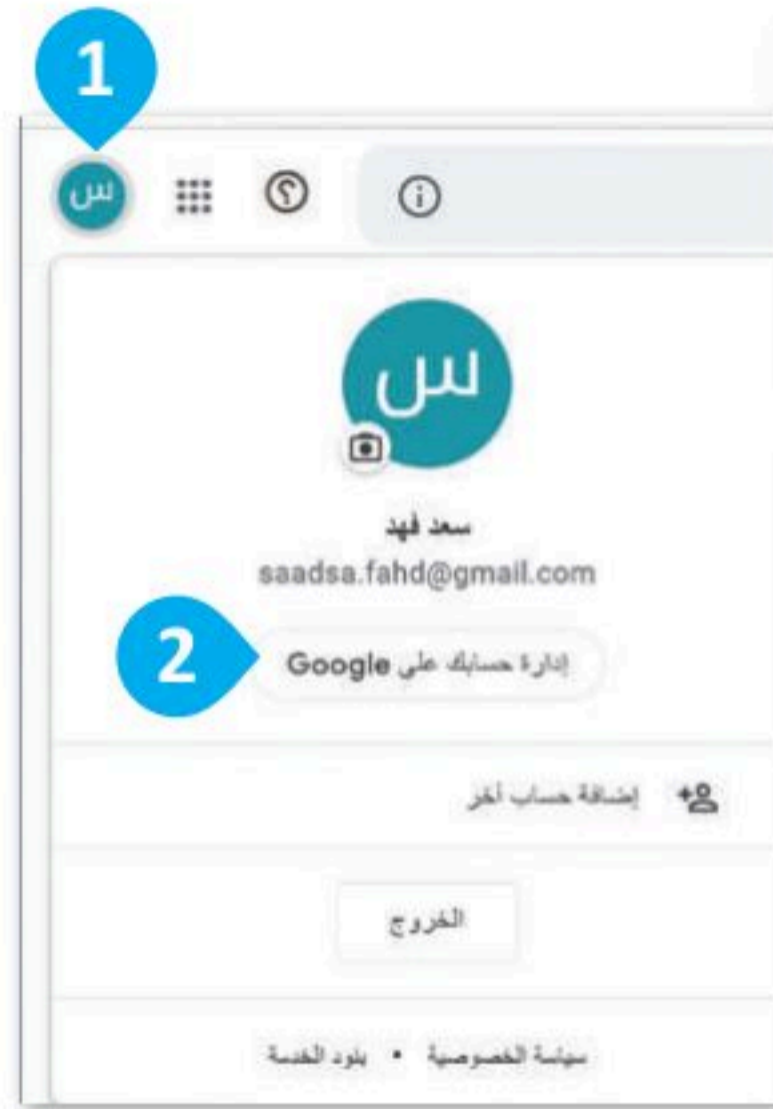 1
س
س
سعد فهد
saadsa.fahd@gmail.com
2
إدارة حسابك على Google
إضافة حساب آخر
الخروج
سياسة الخصوصية • بنود الخدمة